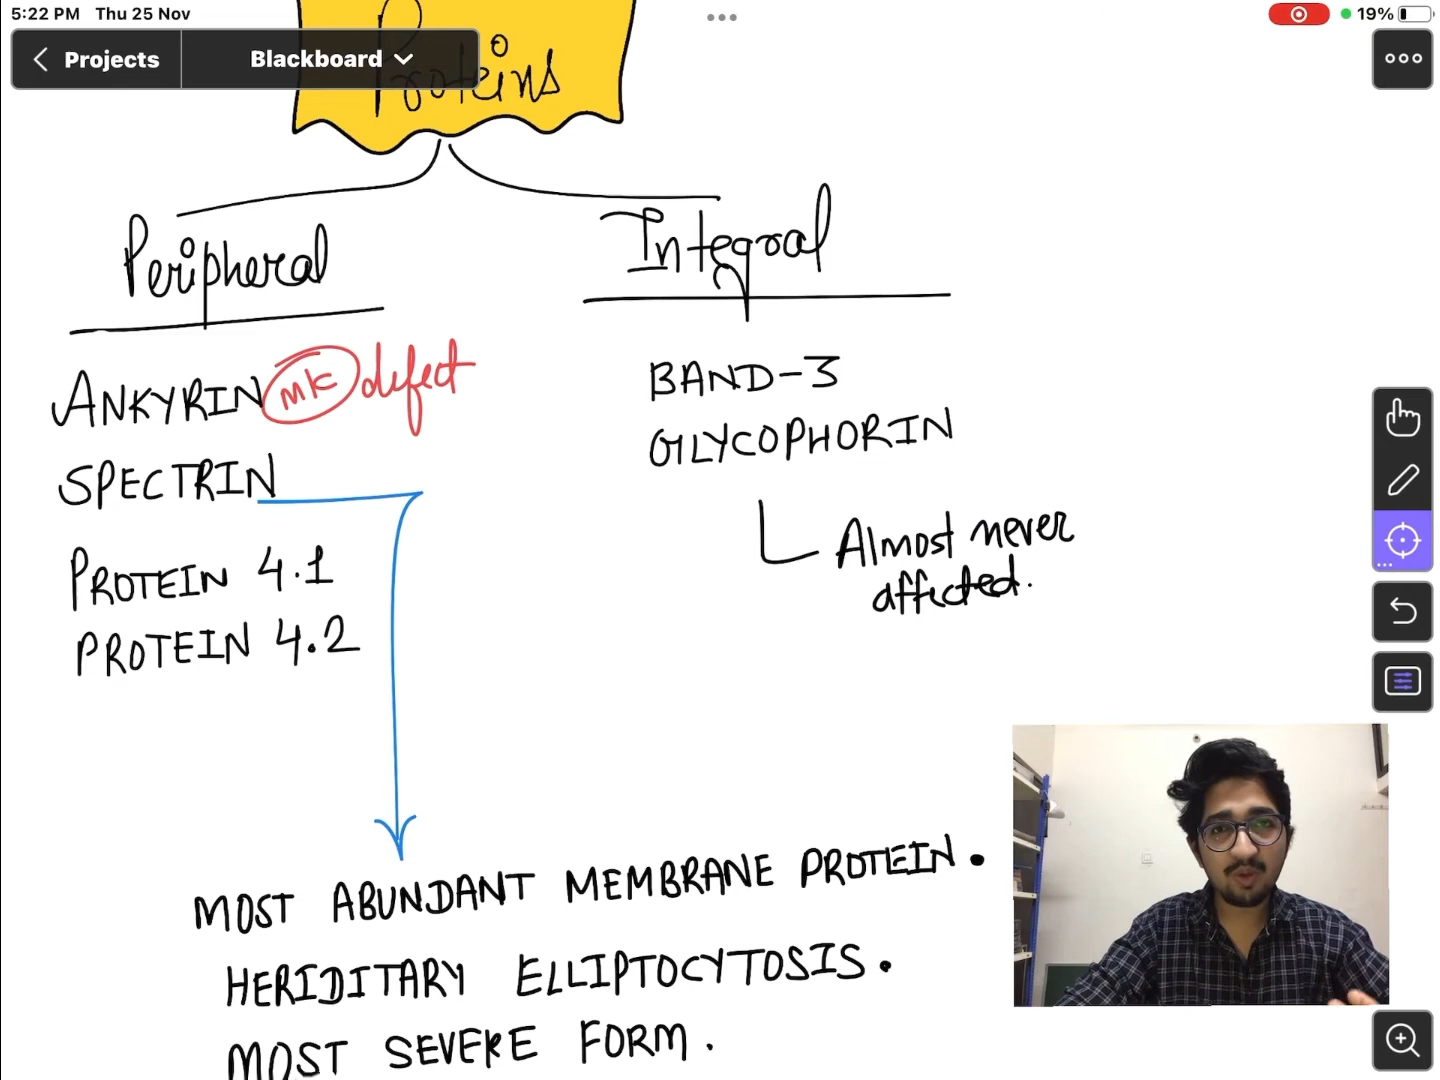 5:22 PM Thu 25 Nov
19%
Projects
Blackboard
Proteins
Peripheral
Integral
ANKYRIN MC defect
SPECTRIN
PROTEIN 4.1
PROTEIN 4.2
BAND-3
GLYCOPHORIN
Almost never
affected.
MOST ABUNDANT MEMBRANE PROTEIN.
HERIDITARY ELLIPTOCYTOSIS.
MOST SEVERE FORM.